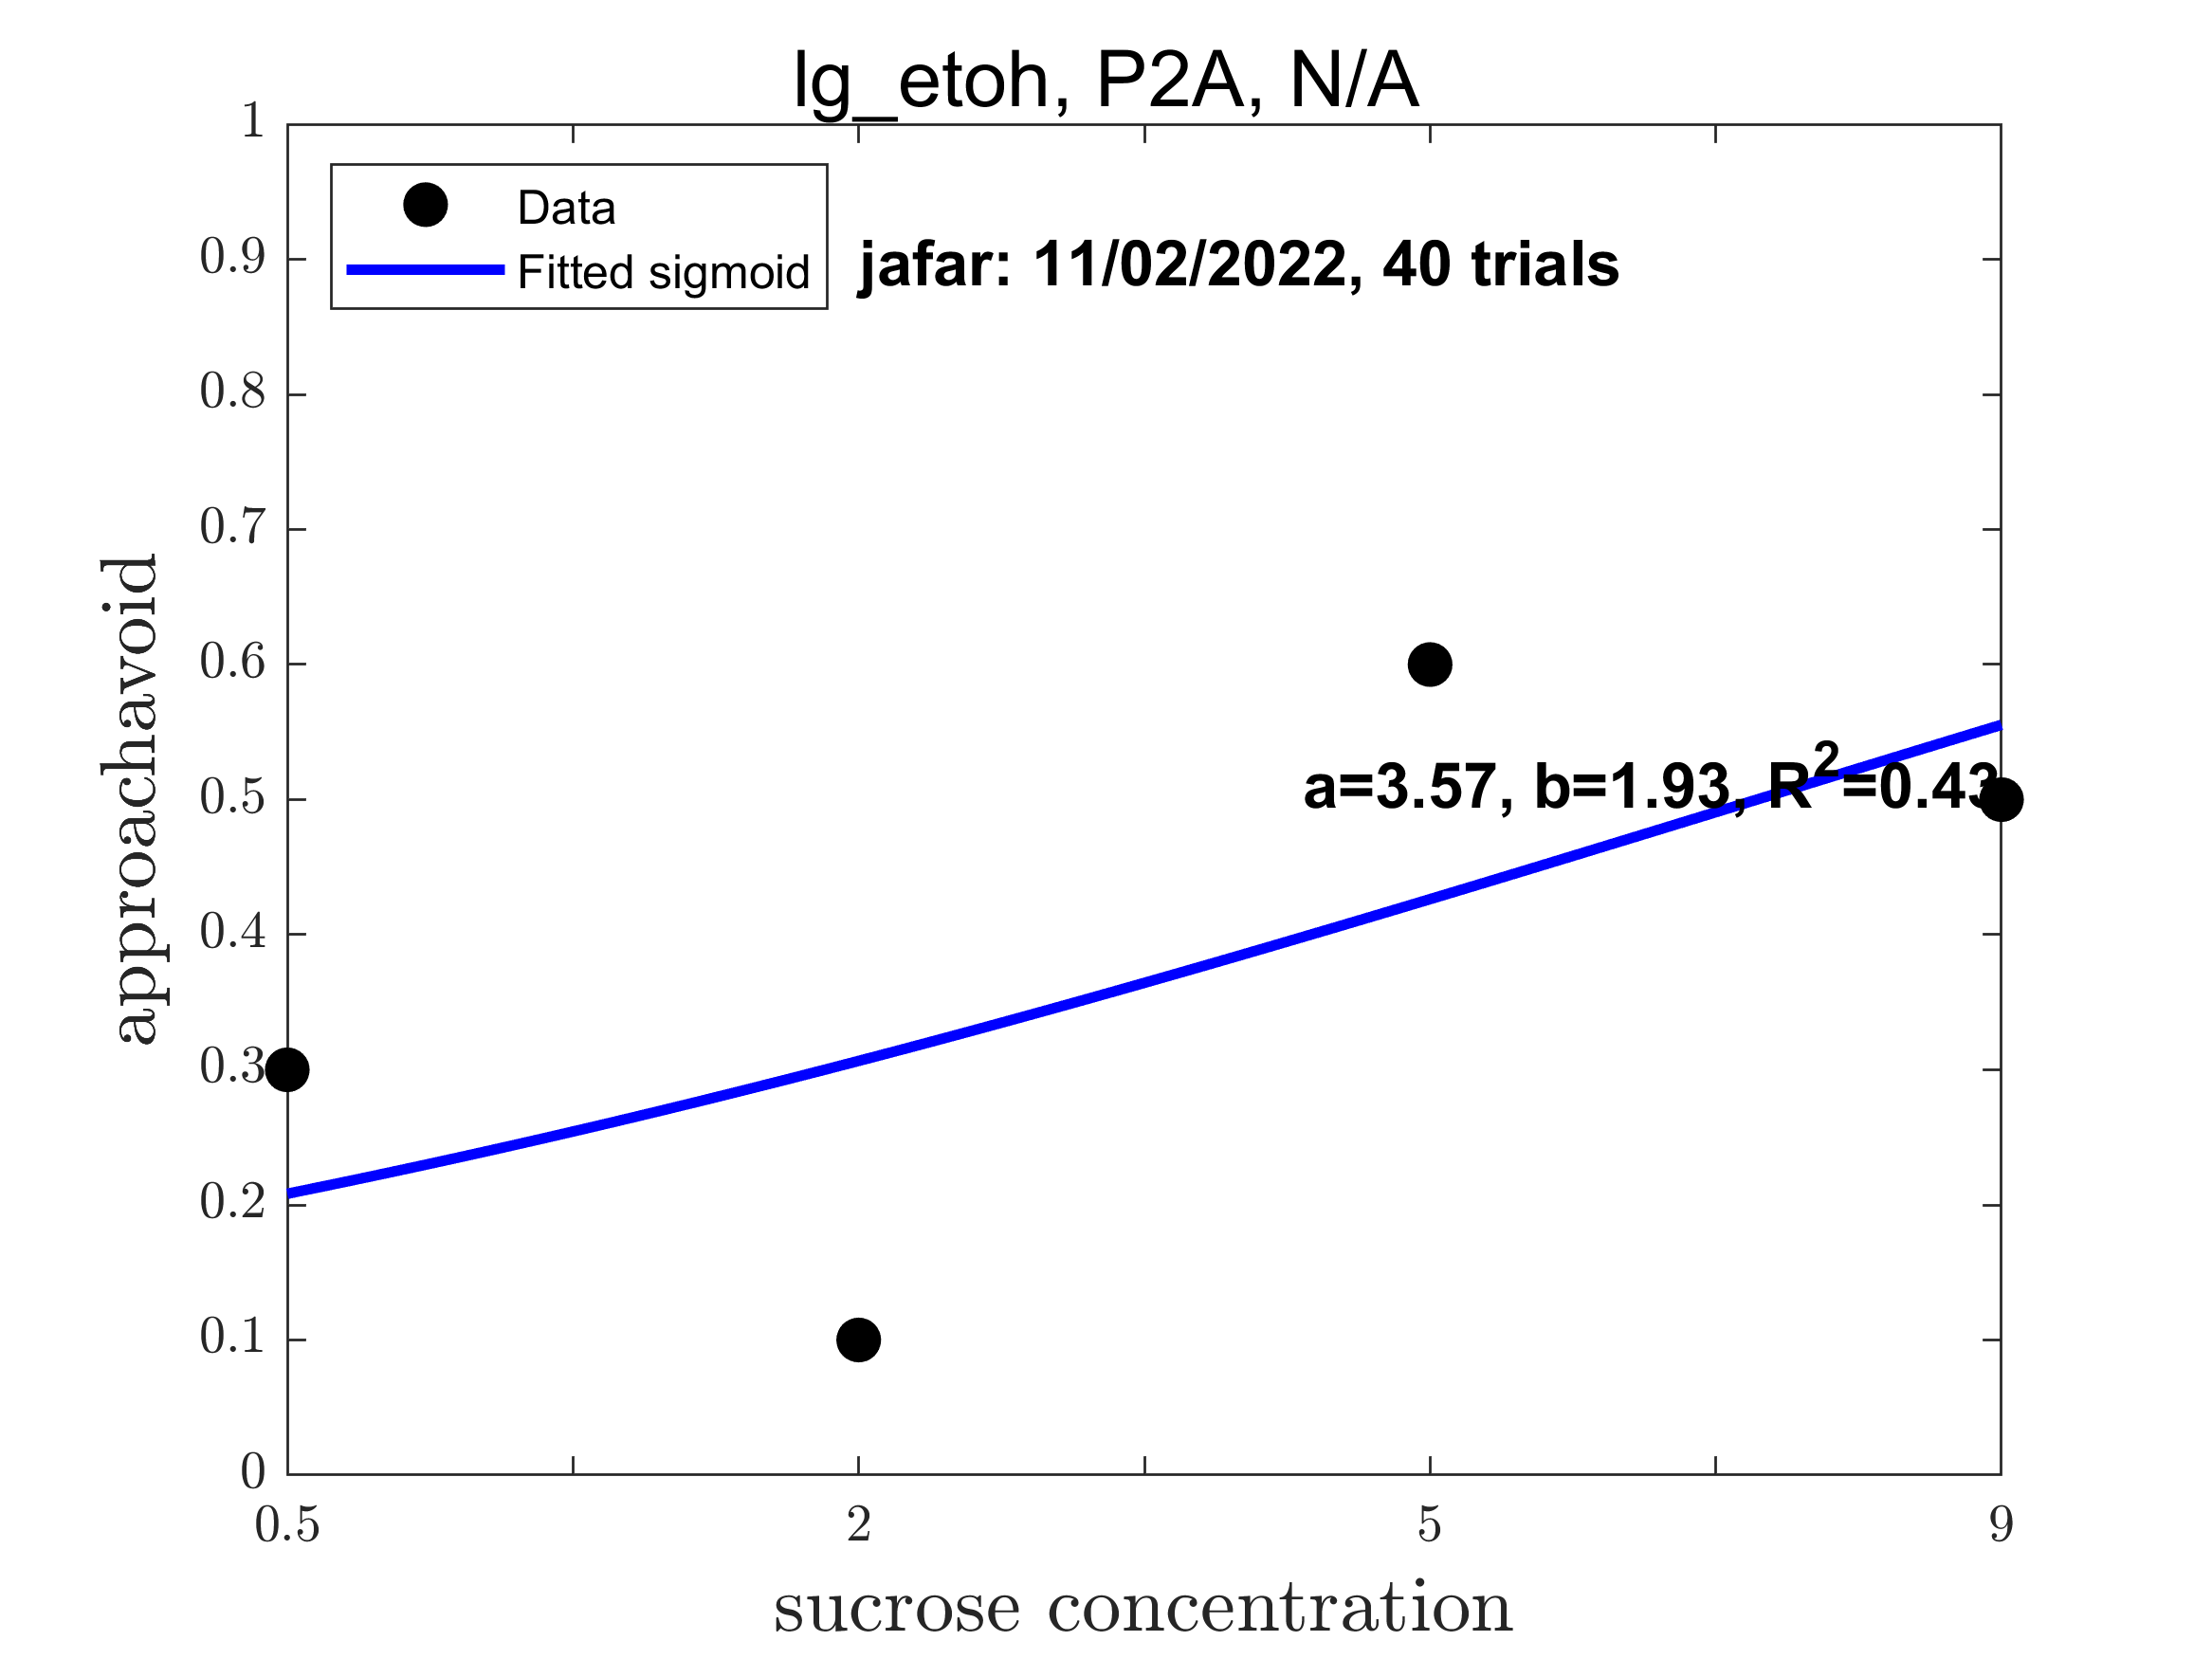 lg_etoh, P2A, N/A
1
Data
Fitted sigmoid
jafar: 11/02/2022, 40 trials
0.9
0.8
0.7
0.6
a=3.57, b=1.93, R²=0.43
0.5
0.4
0.3
0.2
0.1
0
approachavoid
0.5 2 5 9
sucrose concentration